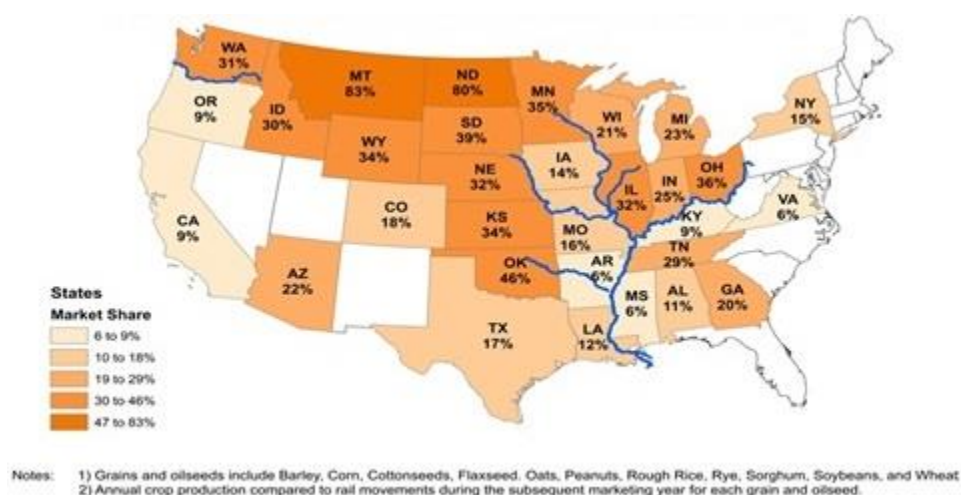 WA
31%
MT
83%
ND
80%
MN
35%
OR
9%
ID
30%
SD
39%
WI
21%
MI
23%
NY
15%
WY
34%
IA
14%
NE
32%
IL
32%
IN
25%
OH
36%
CO
18%
VA
6%
CA
9%
KS
34%
MO
16%
KY
9%
TN
29%
AZ
22%
OK
46%
AR
6%
MS
6%
AL
11%
GA
20%
TX
17%
LA
12%
States
Market Share
6 to 9%
10 to 18%
19 to 29%
30 to 46%
47 to 83%
Notes: 1) Grains and oilseeds include Barley, Corn, Cottonseeds, Flaxseed. Oats, Peanuts, Rough Rice, Rye, Sorghum, Soybeans, and Wheat
2) Annual crop production compared to rail movements during the subsequent marketing year for each grain and oilseed.